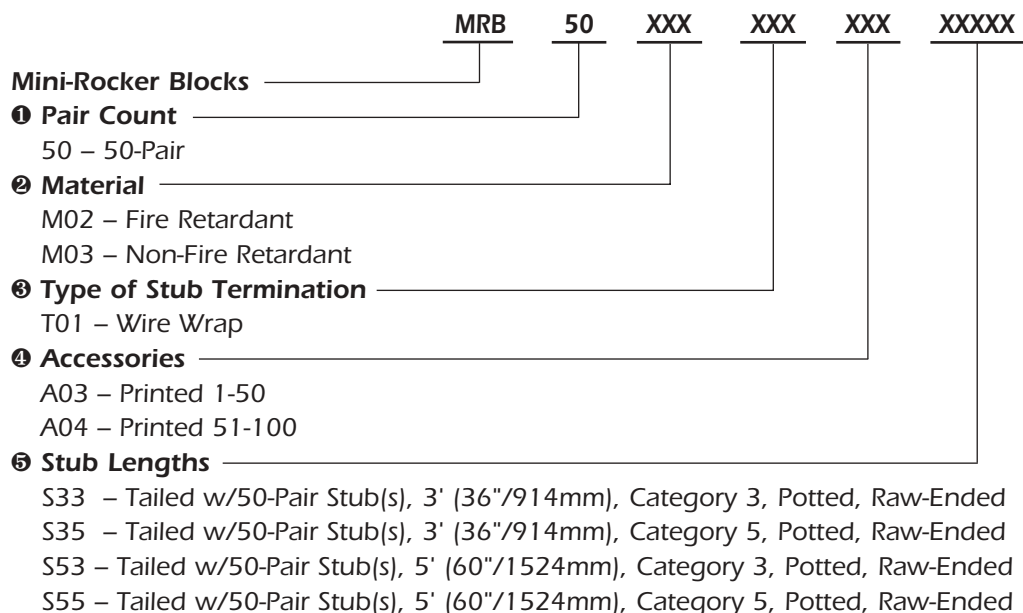 MRB 50 XXX XXX XXX XXXXX
Mini-Rocker Blocks
❶ Pair Count
50 – 50-Pair
❷ Material
M02 – Fire Retardant
M03 – Non-Fire Retardant
❸ Type of Stub Termination
T01 – Wire Wrap
❹ Accessories
A03 – Printed 1-50
A04 – Printed 51-100
❺ Stub Lengths
S33 – Tailed w/50-Pair Stub(s), 3' (36"/914mm), Category 3, Potted, Raw-Ended
S35 – Tailed w/50-Pair Stub(s), 3' (36"/914mm), Category 5, Potted, Raw-Ended
S53 – Tailed w/50-Pair Stub(s), 5' (60"/1524mm), Category 3, Potted, Raw-Ended
S55 – Tailed w/50-Pair Stub(s), 5' (60"/1524mm), Category 5, Potted, Raw-Ended